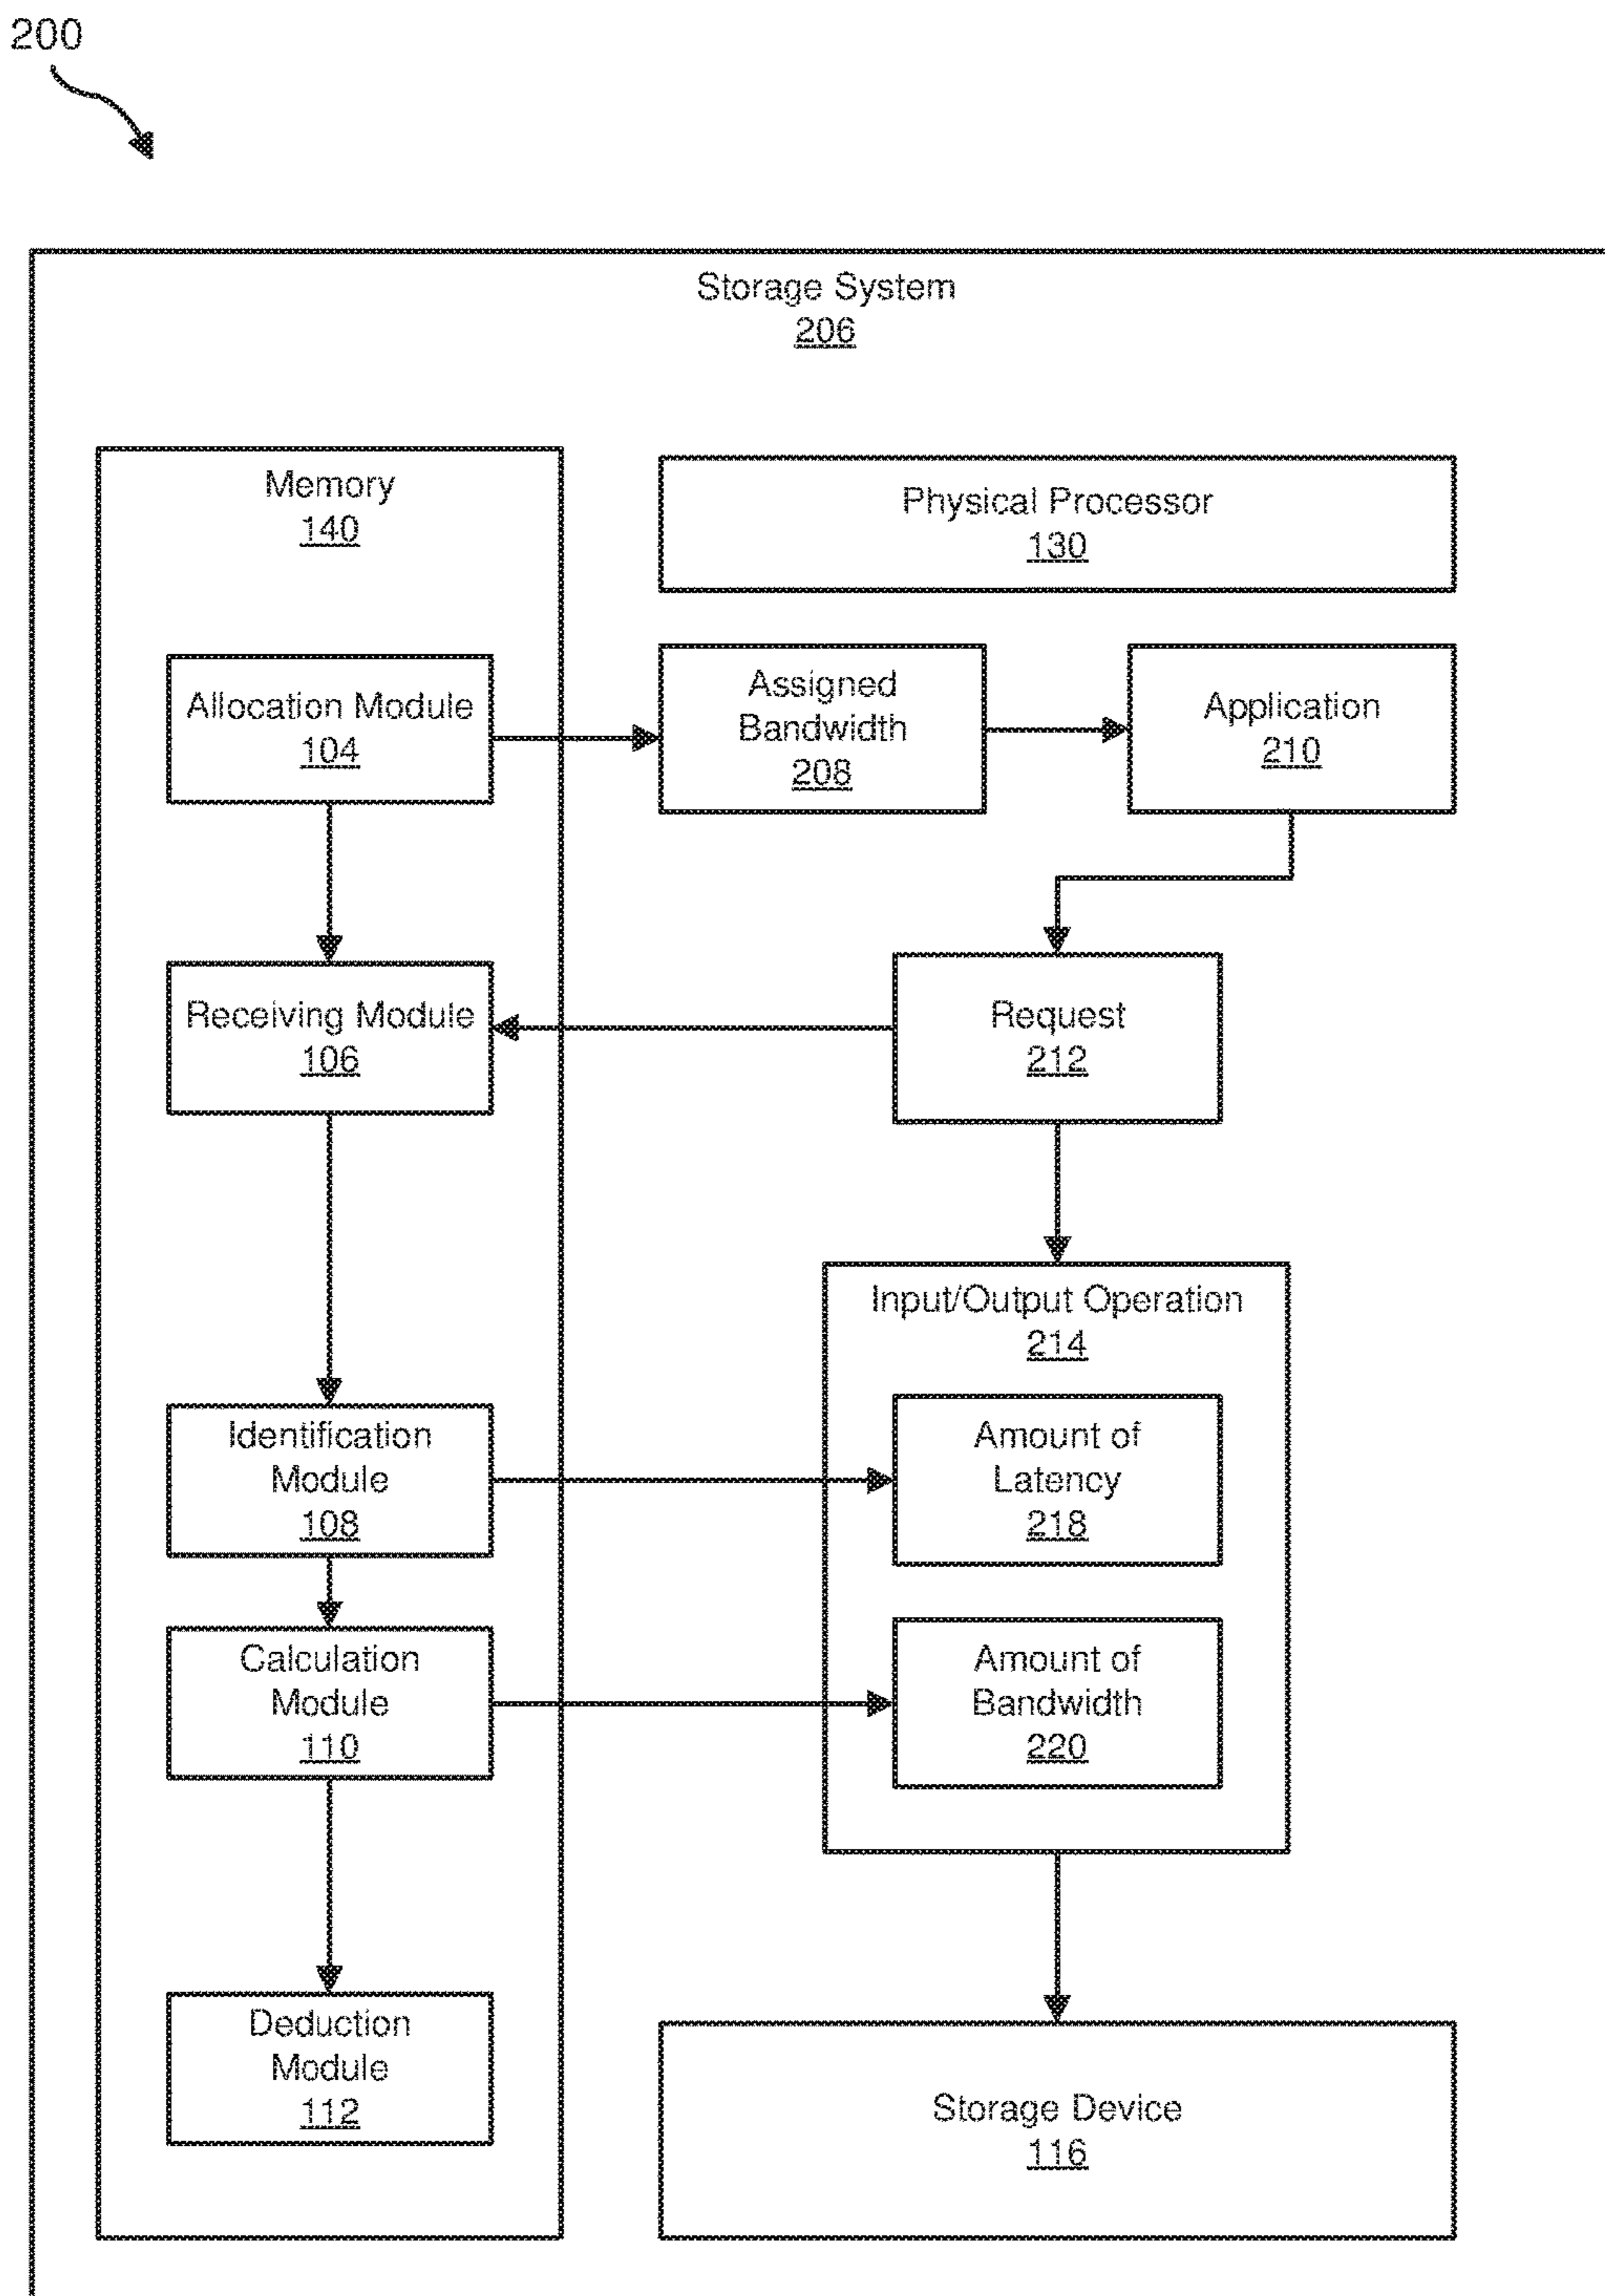 200
Storage System
206
Memory
140
Physical Processor
130
Allocation Module
104
Assigned
Bandwidth
208
Application
210
Receiving Module
106
Request
212
Input/Output Operation
214
Identification
Module
108
Amount of
Latency
218
Calculation
Module
110
Amount of
Bandwidth
220
Deduction
Module
112
Storage Device
116